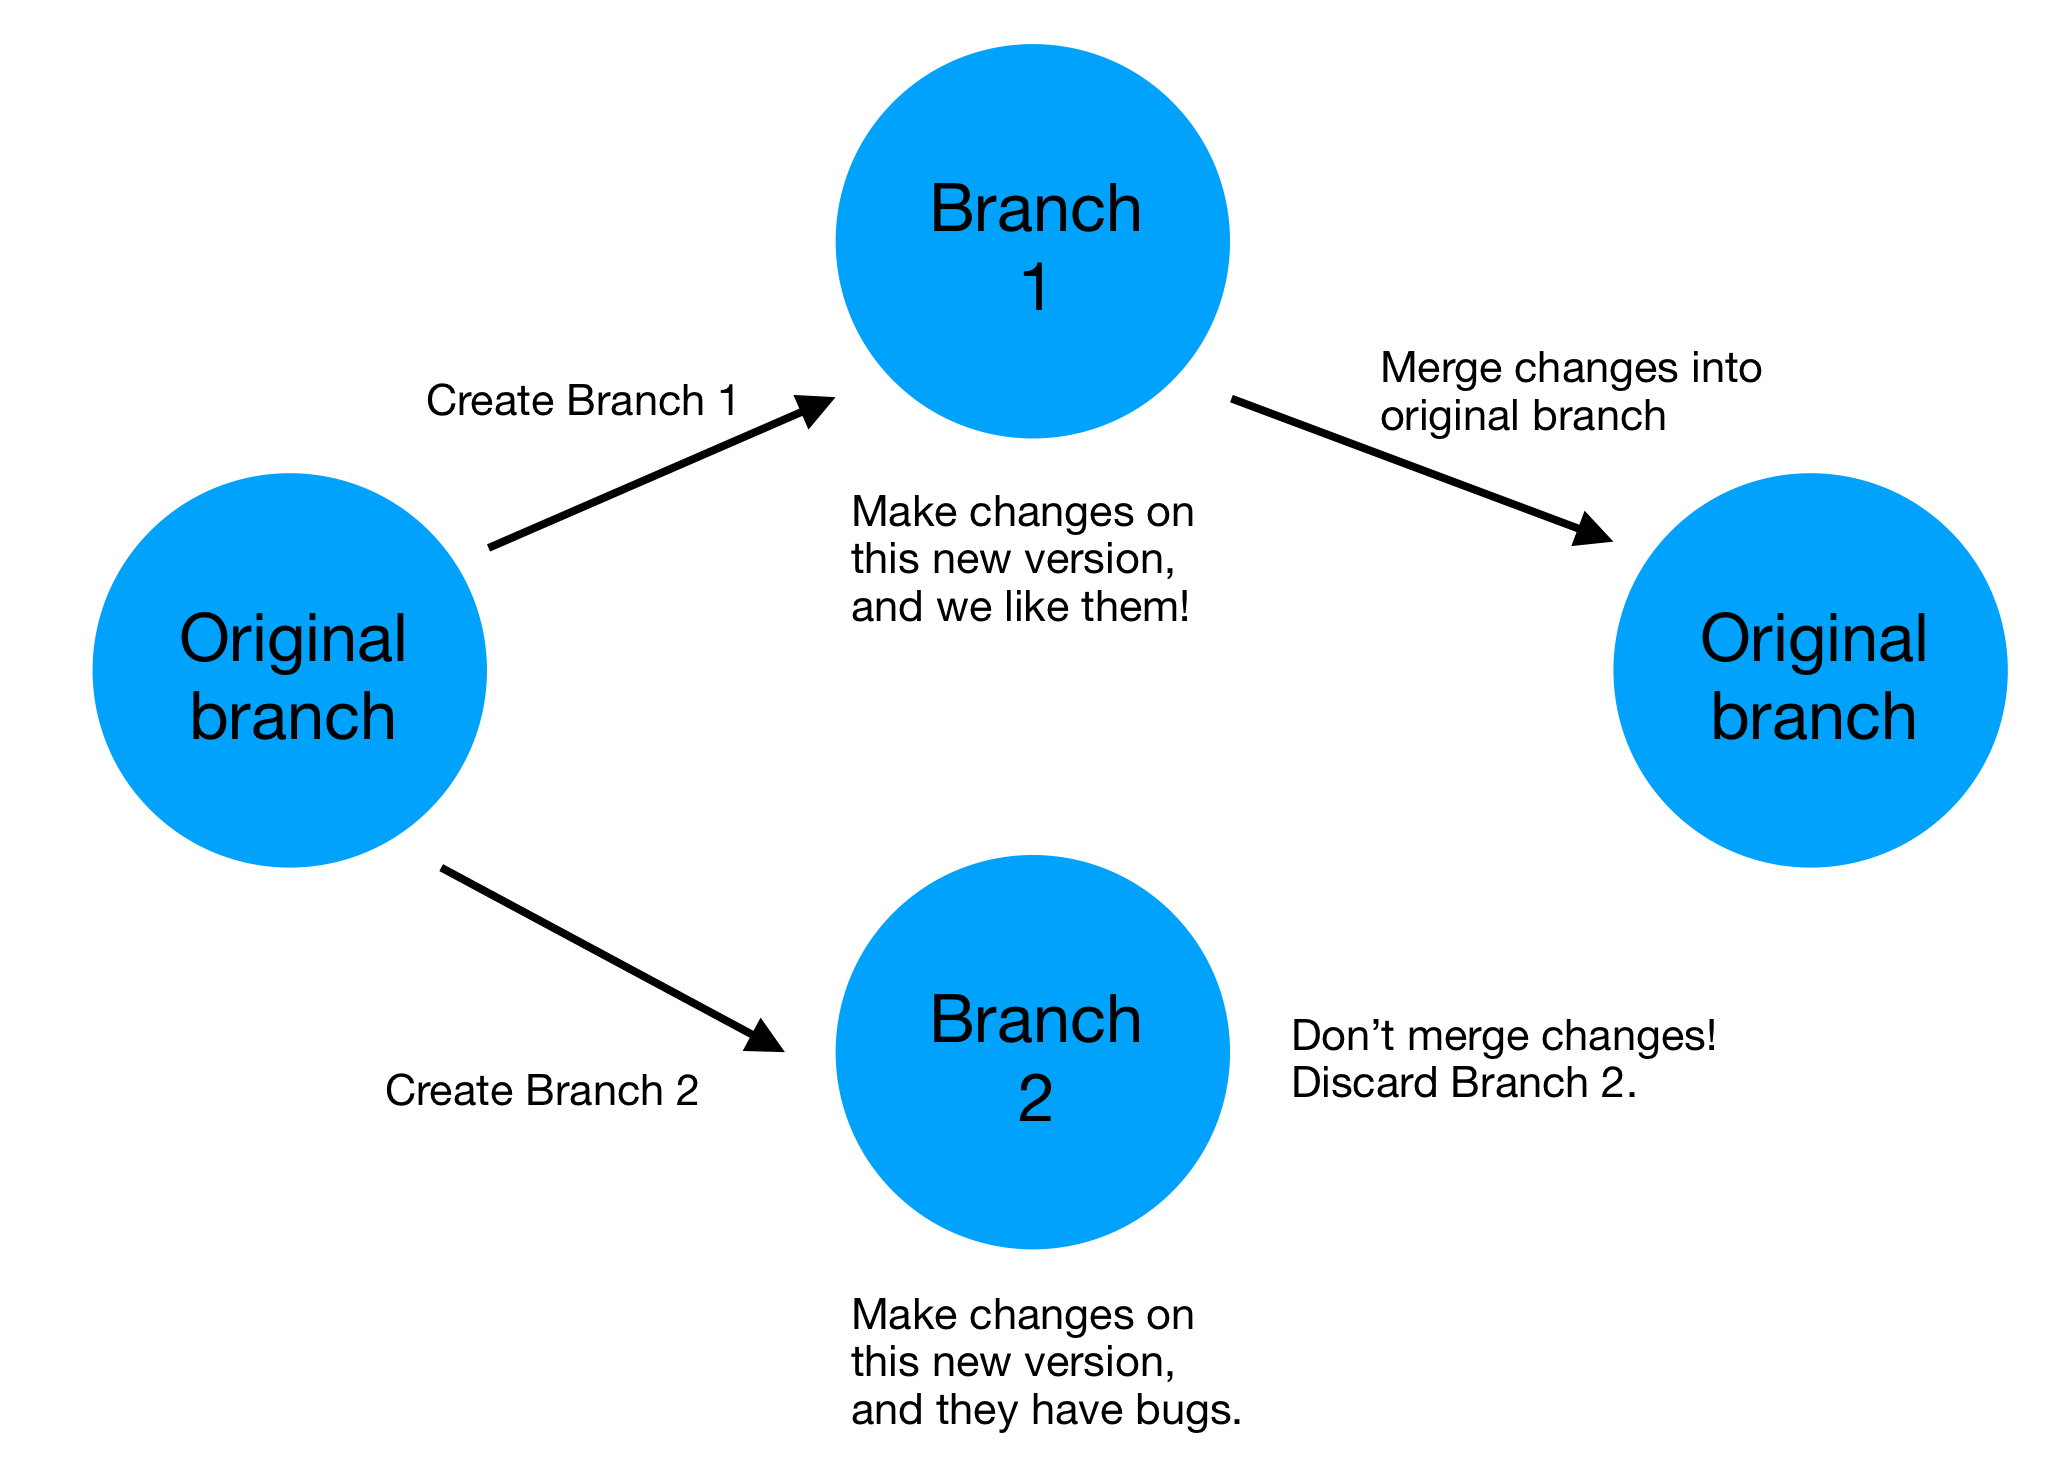 Branch
1
Create Branch 1
Merge changes into
original branch
Make changes on
this new version,
and we like them!
Original
branch
Original
branch
Branch
2
Create Branch 2
Don’t merge changes!
Discard Branch 2.
Make changes on
this new version,
and they have bugs.